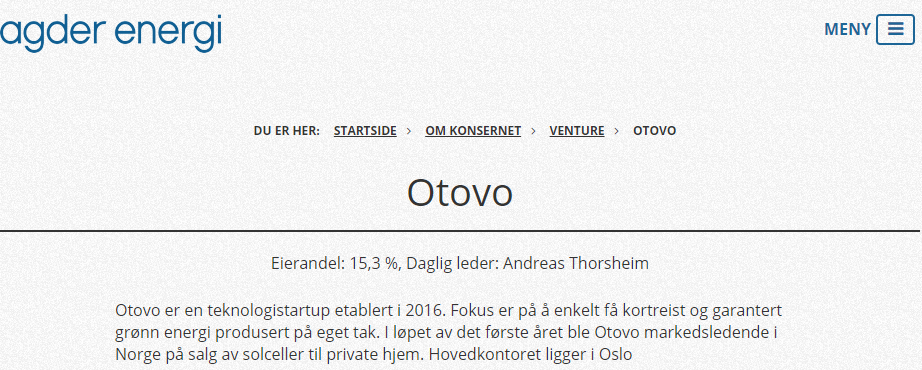 agder energi
MENY
DU ER HER: STARTSIDE > OM KONSERNET > VENTURE > OTOVO
Otovo
Eierandel: 15,3 %, Daglig leder: Andreas Thorsheim
Otovo er en teknologistartup etablert i 2016. Fokus er på å enkelt få kortreist og garantert
grønn energi produsert på eget tak. I løpet av det første året ble Otovo markedsledende i
Norge på salg av solceller til private hjem. Hovedkontoret ligger i Oslo